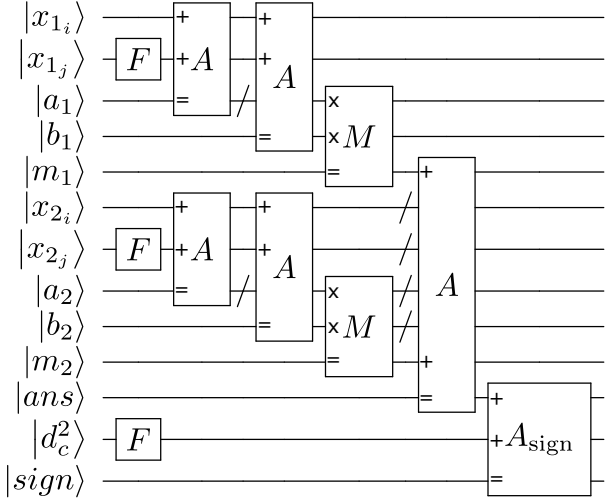 |x₁ᵢ⟩ + +
|x₁ⱼ⟩ F + A + A
|a₁⟩ = x
|b₁⟩ = x M
|m₁⟩ = +
|x₂ᵢ⟩ + +
|x₂ⱼ⟩ F + A + A
|a₂⟩ = x A
|b₂⟩ = x M
|m₂⟩ = +
|ans⟩ = +
|d_c^2⟩ F + A_sign
|sign⟩ =